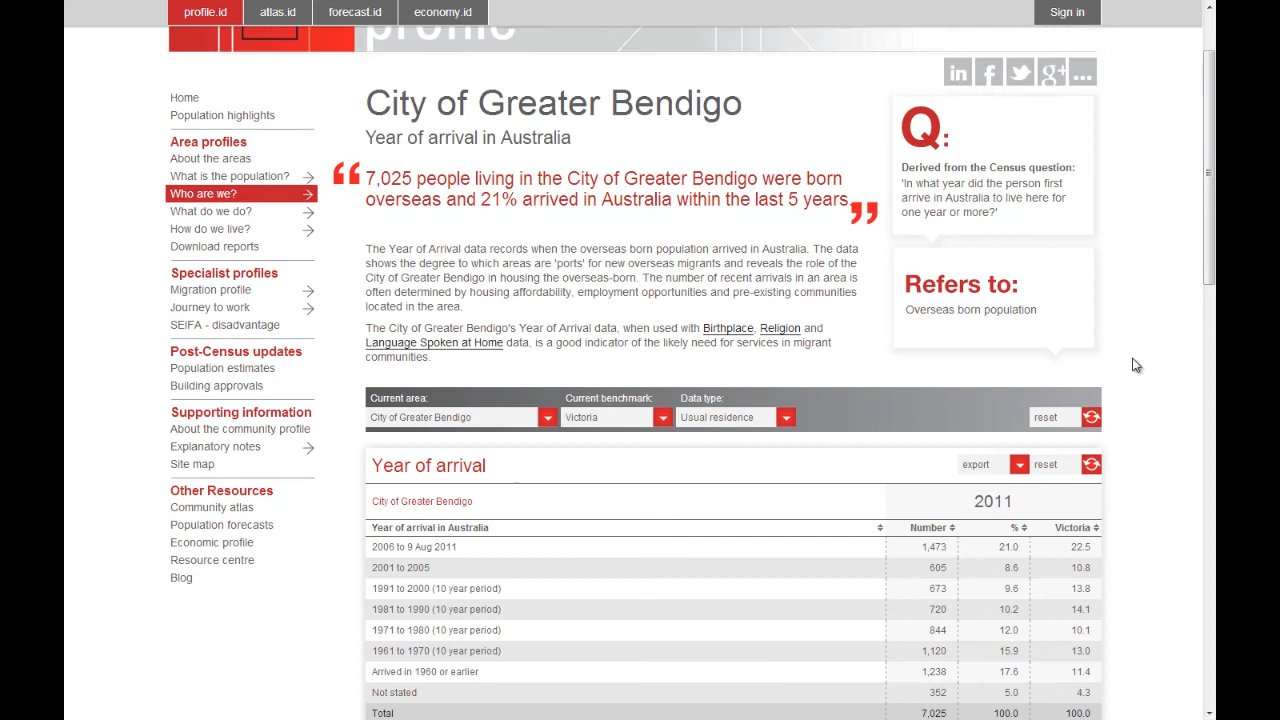 profile.id atlas.id forecast.id economy.id Sign in
profile
Home
Population highlights
Area profiles
About the areas
What is the population?
Who are we?
What do we do?
How do we live?
Download reports
Specialist profiles
Migration profile
Journey to work
SEIFA - disadvantage
Post-Census updates
Population estimates
Building approvals
Supporting information
About the community profile
Explanatory notes
Site map
Other Resources
Community atlas
Population forecasts
Economic profile
Resource centre
Blog
in f g+ ...
City of Greater Bendigo
Year of arrival in Australia
“ 7,025 people living in the City of Greater Bendigo were born
overseas and 21% arrived in Australia within the last 5 years. ”
The Year of Arrival data records when the overseas born population arrived in Australia. The data
shows the degree to which areas are 'ports' for new overseas migrants and reveals the role of the
City of Greater Bendigo in housing the overseas-born. The number of recent arrivals in an area is
often determined by housing affordability, employment opportunities and pre-existing communities
located in the area.
The City of Greater Bendigo's Year of Arrival data, when used with Birthplace, Religion and
Language Spoken at Home data, is a good indicator of the likely need for services in migrant
communities.
Q:
Derived from the Census question:
'In what year did the person first
arrive in Australia to live here for
one year or more?'
Refers to:
Overseas born population
Current area: Current benchmark: Data type:
City of Greater Bendigo Victoria Usual residence reset
Year of arrival export reset
City of Greater Bendigo 2011
Year of arrival in Australia Number % Victoria
2006 to 9 Aug 2011 1,473 21.0 22.5
2001 to 2005 605 8.6 10.8
1991 to 2000 (10 year period) 673 9.6 13.8
1981 to 1990 (10 year period) 720 10.2 14.1
1971 to 1980 (10 year period) 844 12.0 10.1
1961 to 1970 (10 year period) 1,120 15.9 13.0
Arrived in 1960 or earlier 1,238 17.6 11.4
Not stated 352 5.0 4.3
Total 7,025 100.0 100.0